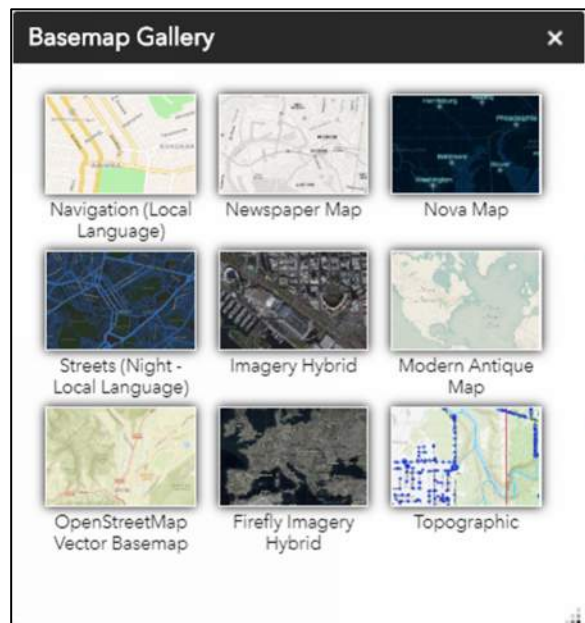 Basemap Gallery
Navigation (Local
Language)
Newspaper Map
Nova Map
Streets (Night -
Local Language)
Imagery Hybrid
Modern Antique
Map
OpenStreetMap
Vector Basemap
Firefly Imagery
Hybrid
Topographic